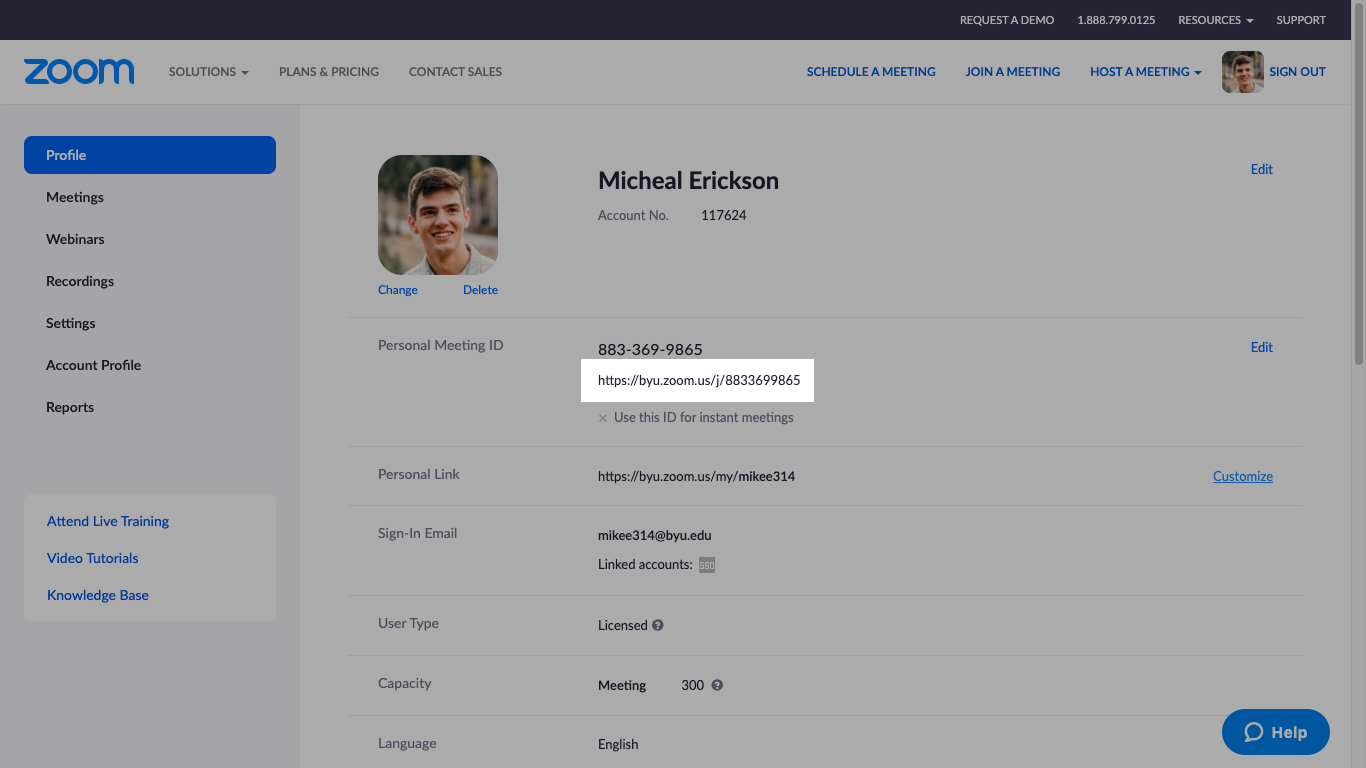 REQUEST A DEMO 1.888.799.0125 RESOURCES SUPPORT
zoom SOLUTIONS PLANS & PRICING CONTACT SALES SCHEDULE A MEETING JOIN A MEETING HOST A MEETING SIGN OUT
Profile
Meetings
Webinars
Recordings
Settings
Account Profile
Reports
Attend Live Training
Video Tutorials
Knowledge Base
Micheal Erickson Edit
Account No. 117624
Change Delete
Personal Meeting ID 883-369-9865 Edit
https://byu.zoom.us/j/8833699865
× Use this ID for instant meetings
Personal Link https://byu.zoom.us/my/mikee314 Customize
Sign-In Email mikee314@byu.edu
Linked accounts: SSO
User Type Licensed ?
Capacity Meeting 300 ?
Language English
Help